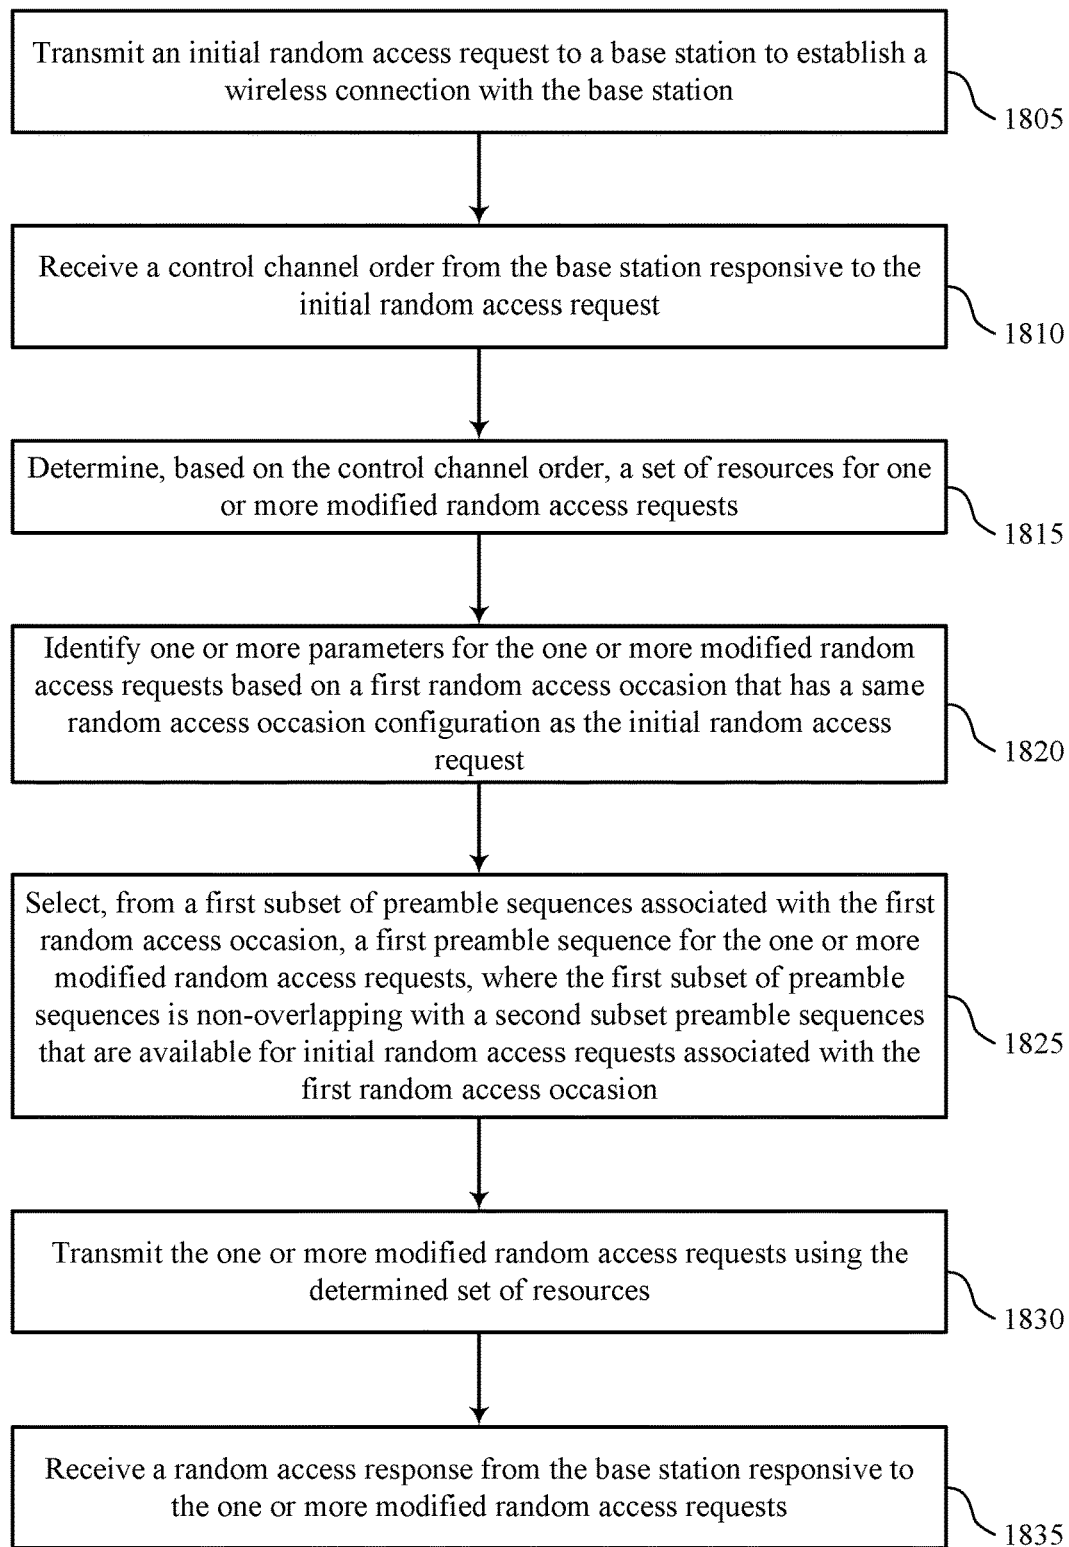 Transmit an initial random access request to a base station to establish a
wireless connection with the base station
1805
Receive a control channel order from the base station responsive to the
initial random access request
1810
Determine, based on the control channel order, a set of resources for one
or more modified random access requests
1815
Identify one or more parameters for the one or more modified random
access requests based on a first random access occasion that has a same
random access occasion configuration as the initial random access
request
1820
Select, from a first subset of preamble sequences associated with the first
random access occasion, a first preamble sequence for the one or more
modified random access requests, where the first subset of preamble
sequences is non-overlapping with a second subset preamble sequences
that are available for initial random access requests associated with the
first random access occasion
1825
Transmit the one or more modified random access requests using the
determined set of resources
1830
Receive a random access response from the base station responsive to
the one or more modified random access requests
1835